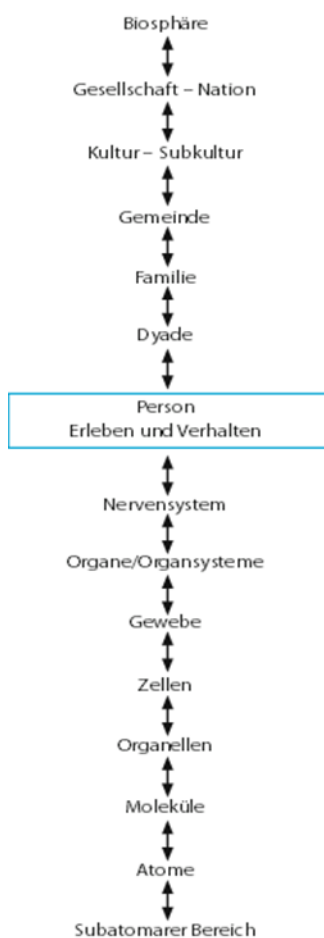 Biosphäre
Gesellschaft – Nation
Kultur – Subkultur
Gemeinde
Familie
Dyade
Person
Erleben und Verhalten
Nervensystem
Organe/Organsysteme
Gewebe
Zellen
Organellen
Moleküle
Atome
Subatomarer Bereich